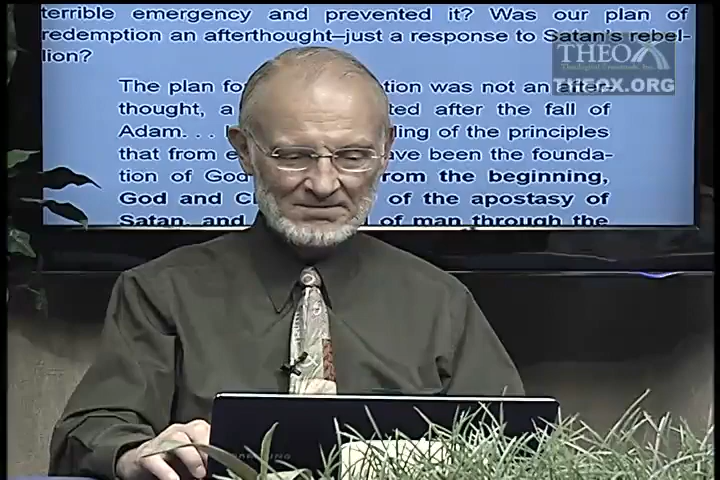 terrible emergency and prevented it? Was our plan of
redemption an afterthought–just a response to Satan's rebel-
lion?
THEOX
THEOX.ORG
The plan fo tion was not an after-
thought, a ted after the fall of
Adam. . . ling of the principles
that from e ave been the founda-
tion of God rom the beginning,
God and C of the apostasy of
Satan, and of man through the